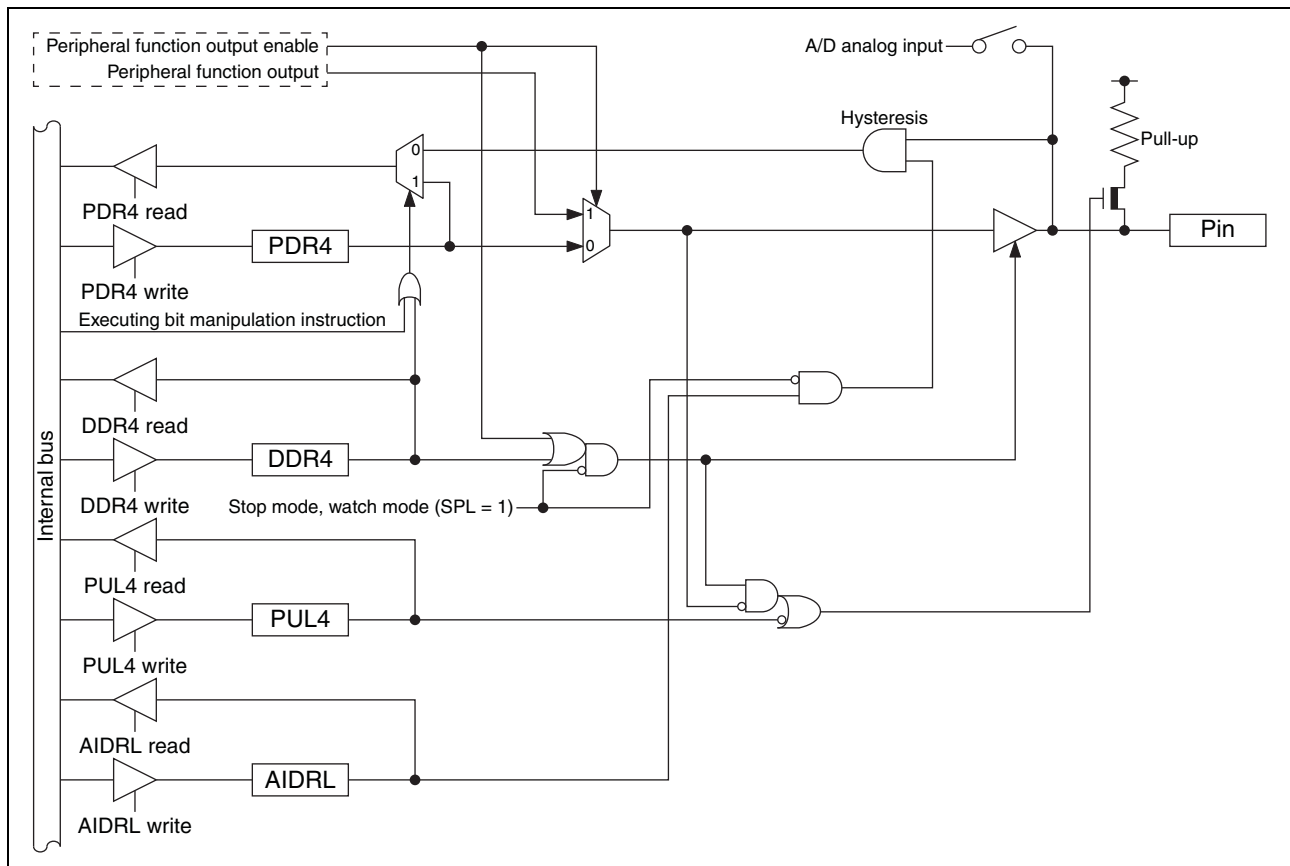 Peripheral function output enable
Peripheral function output
A/D analog input
Hysteresis
Pull-up
0
1
PDR4 read
1
0
PDR4
Pin
PDR4 write
Executing bit manipulation instruction
DDR4 read
DDR4
DDR4 write
Stop mode, watch mode (SPL = 1)
Internal bus
PUL4 read
PUL4
PUL4 write
AIDRL read
AIDRL
AIDRL write